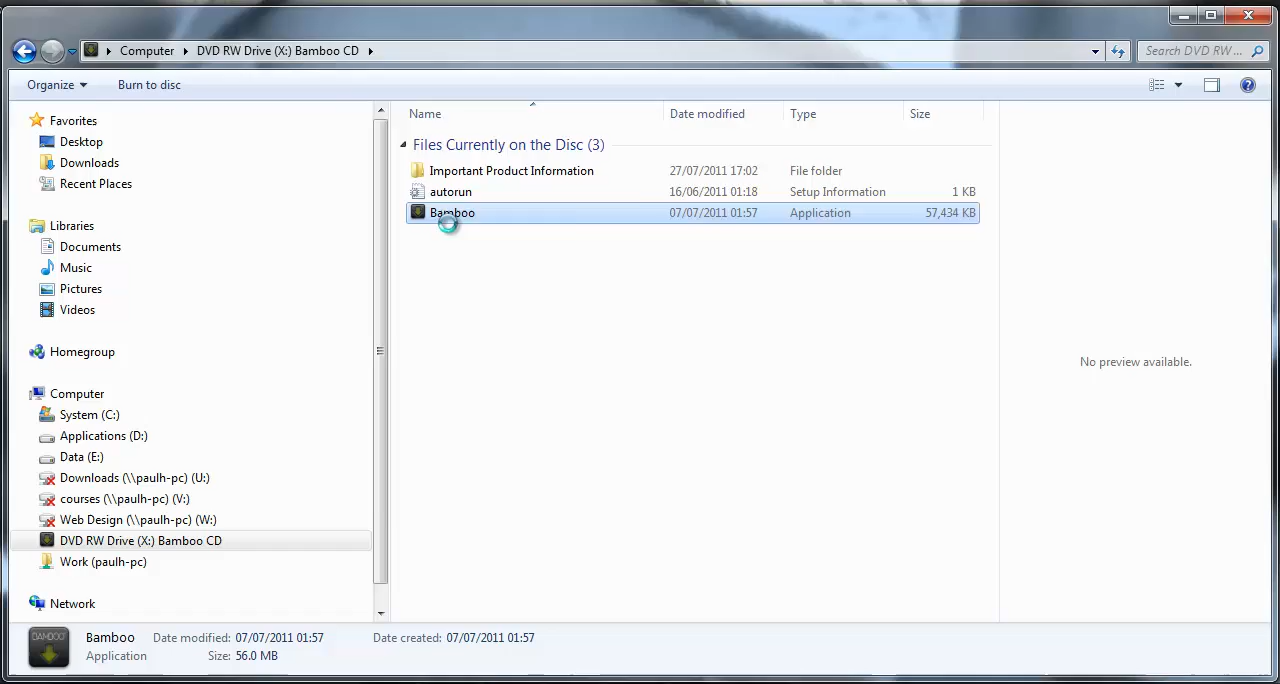 Computer DVD RW Drive (X:) Bamboo CD Search DVD RW ...
Organize Burn to disc
Favorites
Desktop
Downloads
Recent Places
Libraries
Documents
Music
Pictures
Videos
Homegroup
Computer
System (C:)
Applications (D:)
Data (E:)
Downloads (\\paulh-pc) (U:)
courses (\\paulh-pc) (V:)
Web Design (\\paulh-pc) (W:)
DVD RW Drive (X:) Bamboo CD
Work (paulh-pc)
Network
Name Date modified Type Size
Files Currently on the Disc (3)
Important Product Information 27/07/2011 17:02 File folder
autorun 16/06/2011 01:18 Setup Information 1 KB
Bamboo 07/07/2011 01:57 Application 57,434 KB
No preview available.
BAMBOO
Bamboo Date modified: 07/07/2011 01:57 Date created: 07/07/2011 01:57
Application Size: 56.0 MB